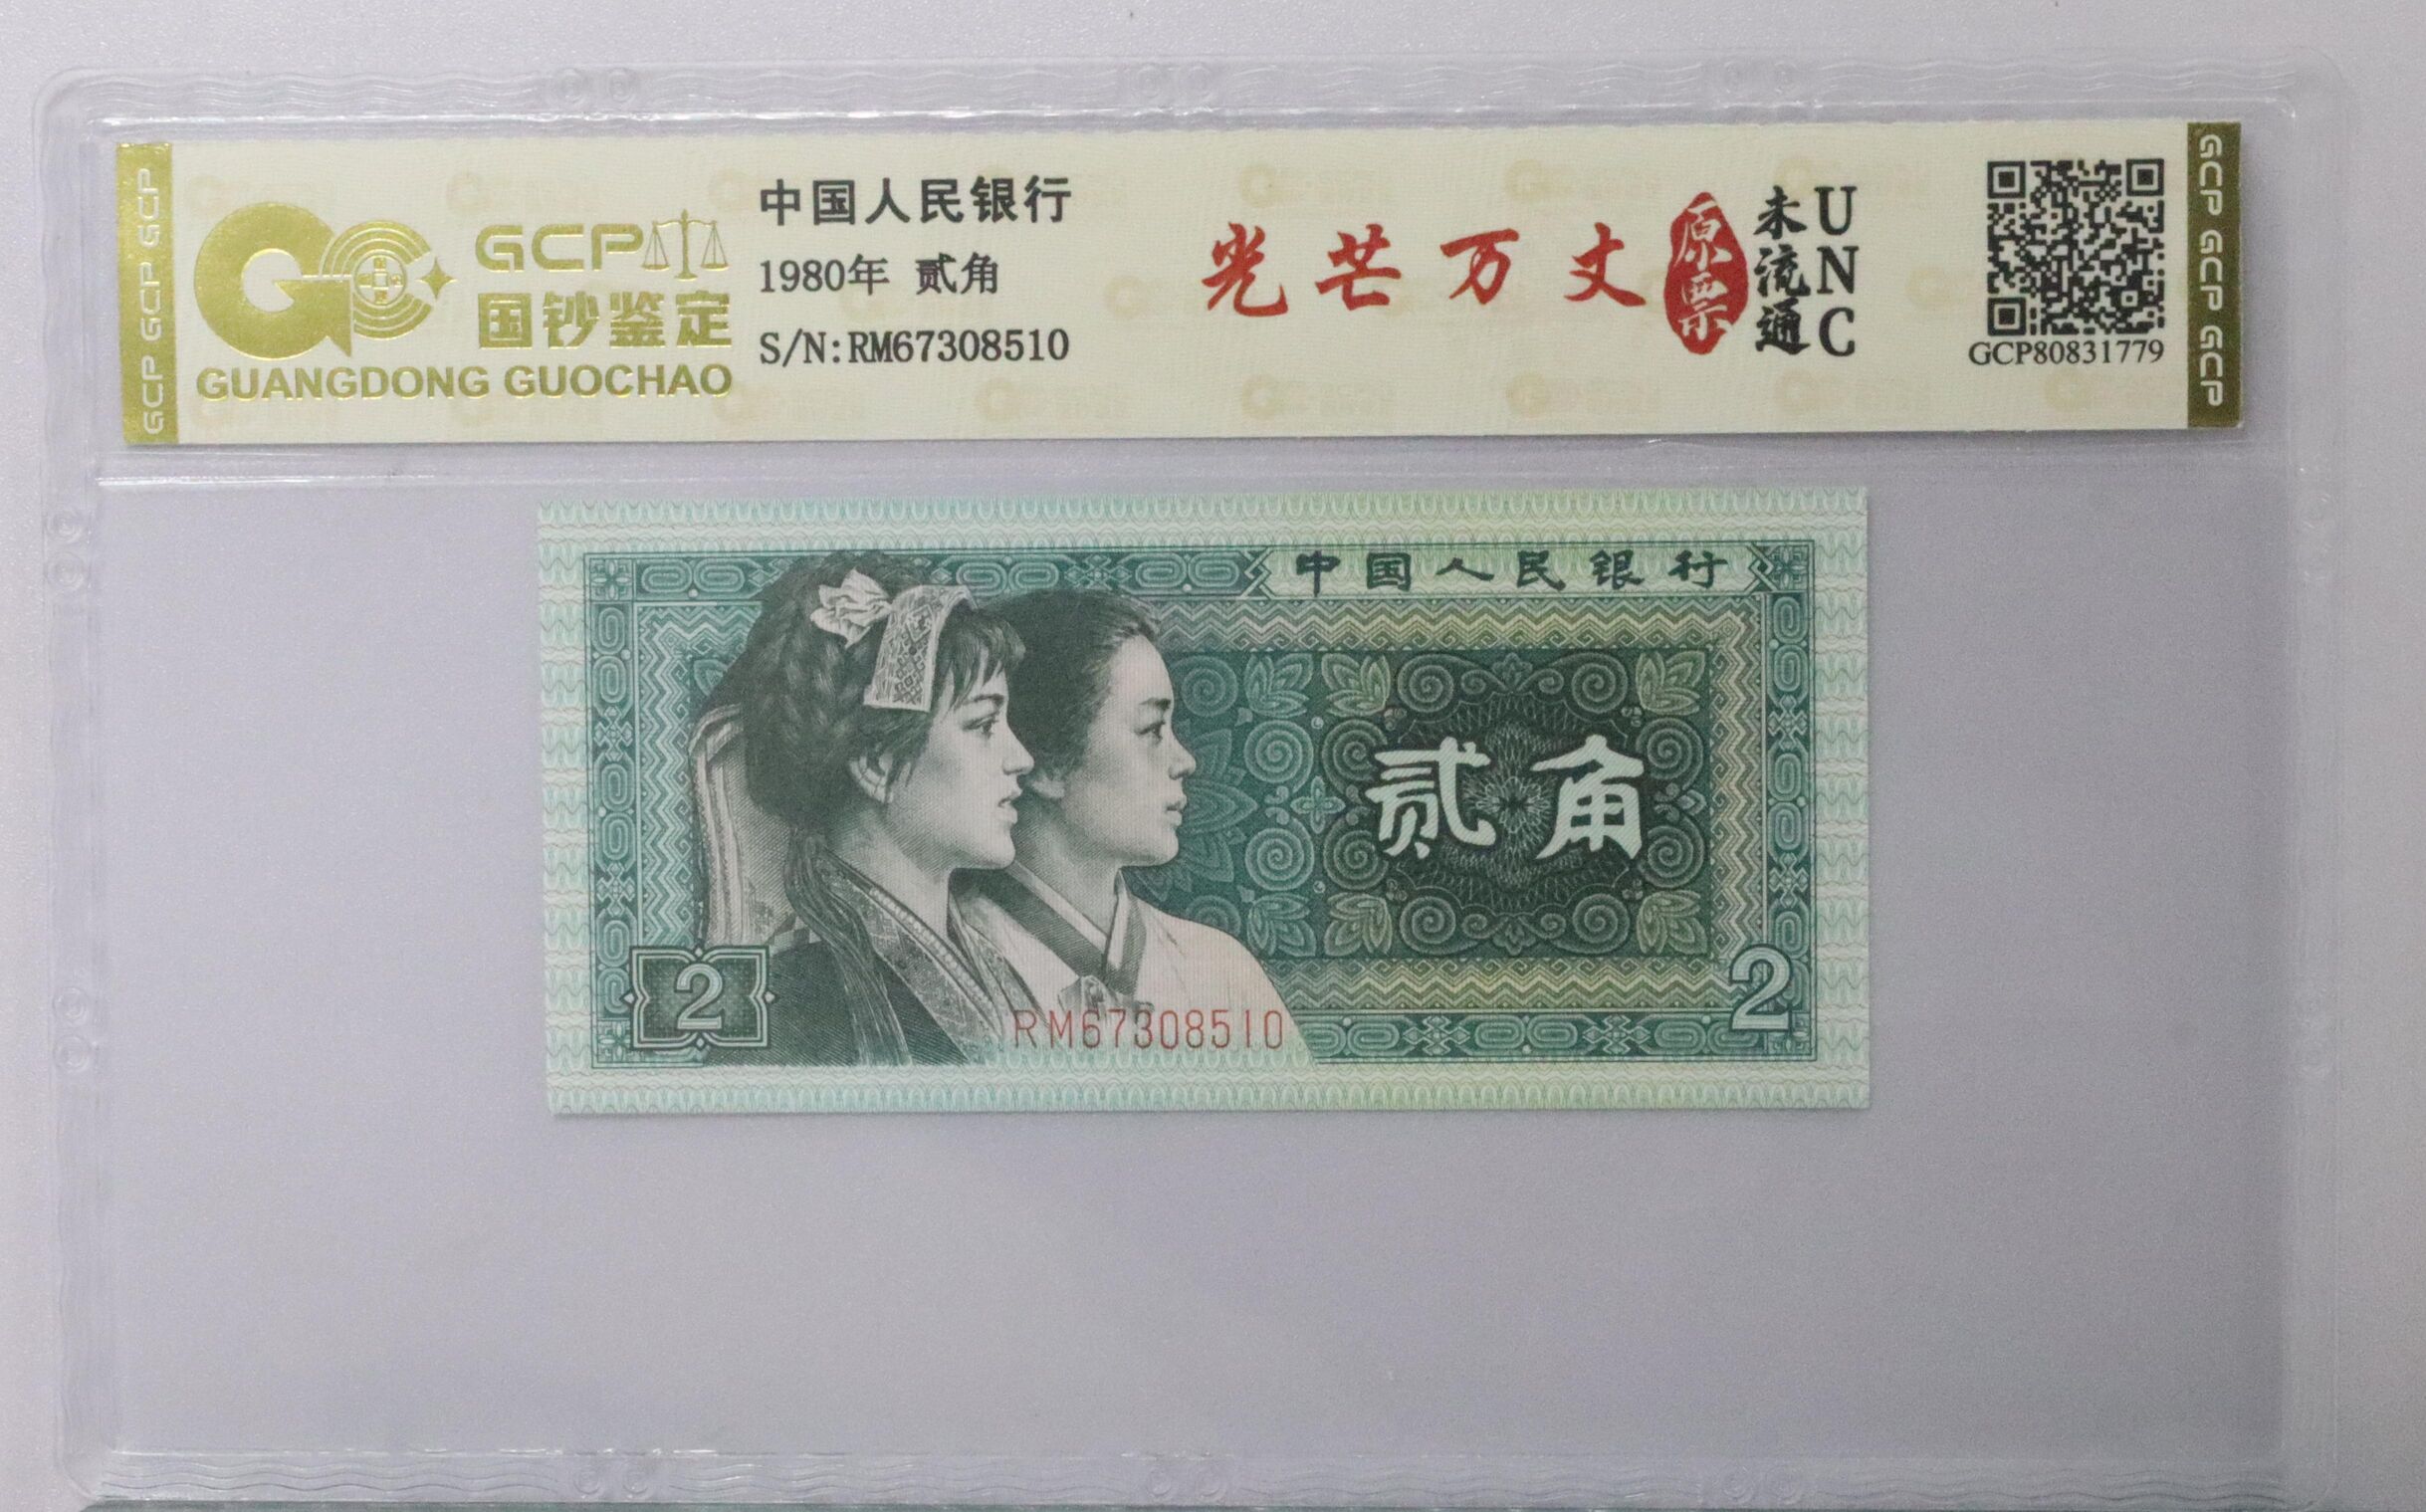 GCP GCP GCP
GCP
国钞鉴定
GUANGDONG GUOCHAO
中国人民银行
1980年 贰角
S/N:RM67308510
光芒万丈
原票
未流通
UNC
GCP80831779
GCP GCP GCP
中国人民银行
贰角
2
2
RM67308510